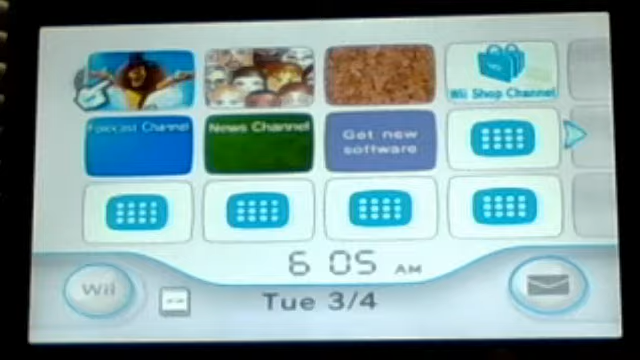 Wii Shop Channel
Forecast Channel
News Channel
Get new
software
6 05 AM
Wii
Tue 3/4